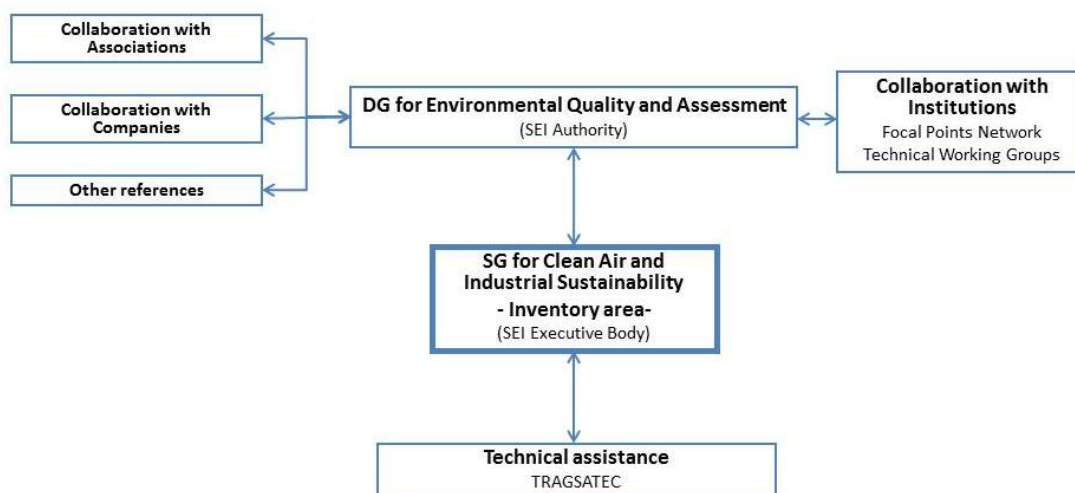 Collaboration with
Associations
Collaboration with
Companies
Other references
DG for Environmental Quality and Assessment
(SEI Authority)
Collaboration with
Institutions
Focal Points Network
Technical Working Groups
SG for Clean Air and
Industrial Sustainability
- Inventory area-
(SEI Executive Body)
Technical assistance
TRAGSATEC